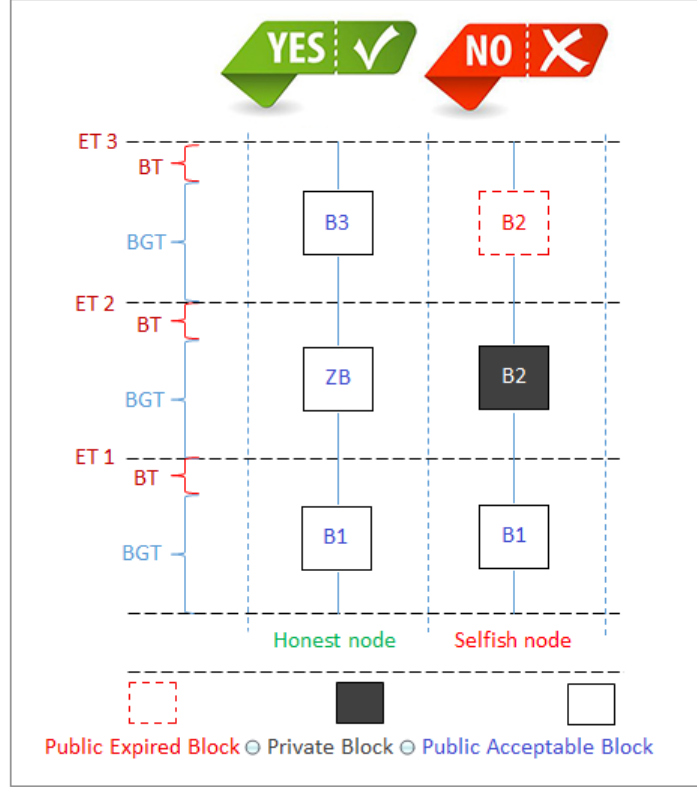 YES NO
ET 3
BT
B3 B2
BGT
ET 2
BT
ZB B2
BGT
ET 1
BT
B1 B1
BGT
Honest node Selfish node
Public Expired Block Private Block Public Acceptable Block